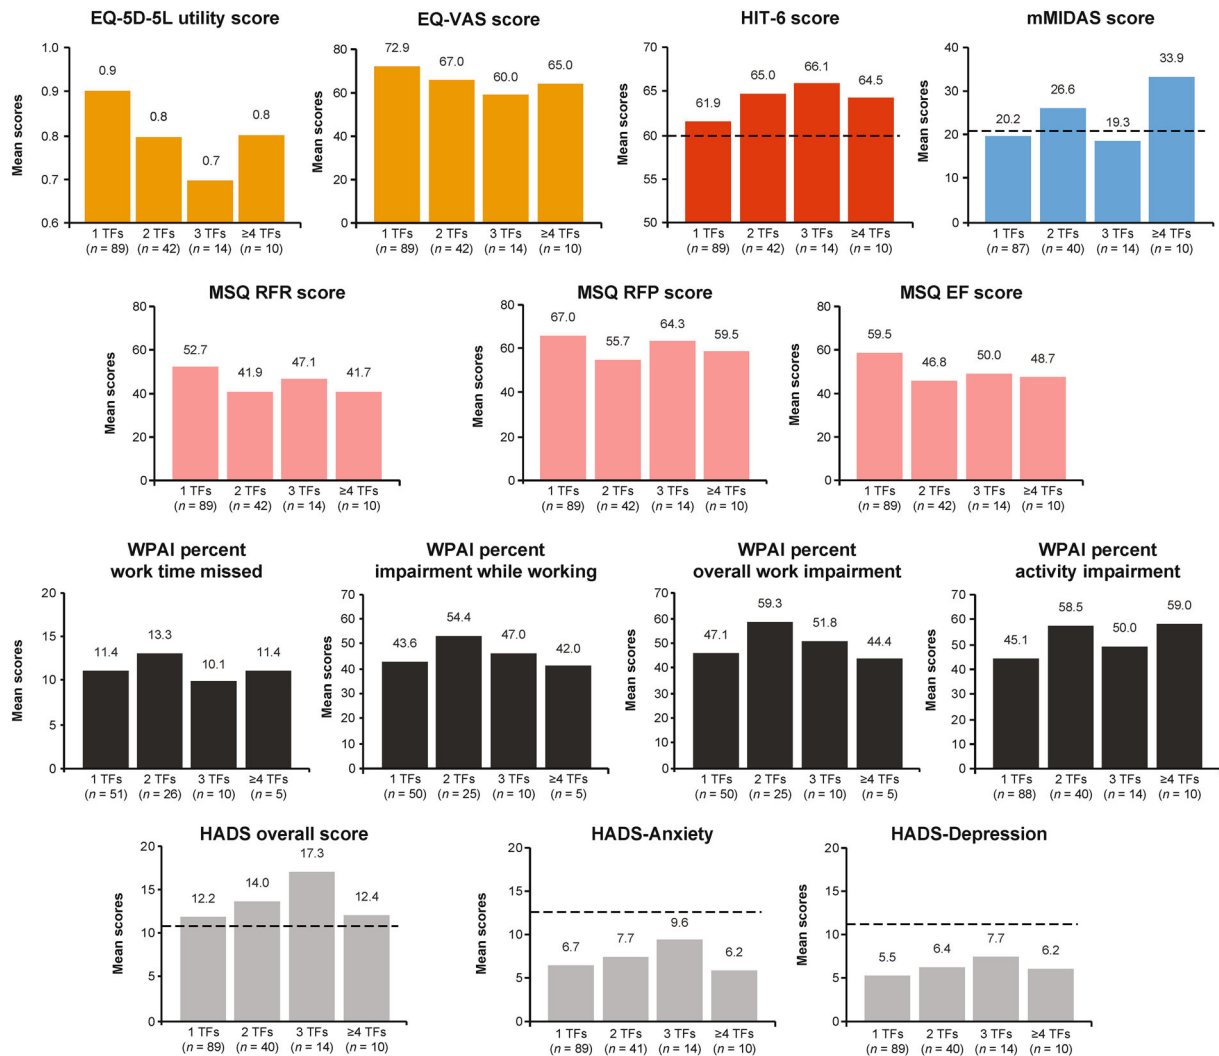 EQ-5D-5L utility score
Mean scores
1.0
0.9
0.8
0.7
0.6
0.9
0.8
0.7
0.8
1 TFs 2 TFs 3 TFs ≥4 TFs
(n = 89) (n = 42) (n = 14) (n = 10)
EQ-VAS score
Mean scores
80
60
40
20
0
72.9
67.0
60.0
65.0
1 TFs 2 TFs 3 TFs ≥4 TFs
(n = 89) (n = 42) (n = 14) (n = 10)
HIT-6 score
Mean scores
70
65
60
55
50
61.9
65.0
66.1
64.5
1 TFs 2 TFs 3 TFs ≥4 TFs
(n = 89) (n = 42) (n = 14) (n = 10)
mMIDAS score
Mean scores
40
30
20
10
0
20.2
26.6
19.3
33.9
1 TFs 2 TFs 3 TFs ≥4 TFs
(n = 87) (n = 40) (n = 14) (n = 10)
MSQ RFR score
Mean scores
80
60
40
20
0
52.7
41.9
47.1
41.7
1 TFs 2 TFs 3 TFs ≥4 TFs
(n = 89) (n = 42) (n = 14) (n = 10)
MSQ RFP score
Mean scores
80
60
40
20
0
67.0
55.7
64.3
59.5
1 TFs 2 TFs 3 TFs ≥4 TFs
(n = 89) (n = 42) (n = 14) (n = 10)
MSQ EF score
Mean scores
80
60
40
20
0
59.5
46.8
50.0
48.7
1 TFs 2 TFs 3 TFs ≥4 TFs
(n = 89) (n = 42) (n = 14) (n = 10)
WPAI percent
work time missed
Mean scores
20
15
10
5
0
11.4
13.3
10.1
11.4
1 TFs 2 TFs 3 TFs ≥4 TFs
(n = 51) (n = 26) (n = 10) (n = 5)
WPAI percent
impairment while working
Mean scores
70
60
50
40
30
20
10
0
43.6
54.4
47.0
42.0
1 TFs 2 TFs 3 TFs ≥4 TFs
(n = 50) (n = 25) (n = 10) (n = 5)
WPAI percent
overall work impairment
Mean scores
70
60
50
40
30
20
10
0
47.1
59.3
51.8
44.4
1 TFs 2 TFs 3 TFs ≥4 TFs
(n = 50) (n = 25) (n = 10) (n = 5)
WPAI percent
activity impairment
Mean scores
70
60
50
40
30
20
10
0
45.1
58.5
50.0
59.0
1 TFs 2 TFs 3 TFs ≥4 TFs
(n = 88) (n = 40) (n = 14) (n = 10)
HADS overall score
Mean scores
20
15
10
5
0
12.2
14.0
17.3
12.4
1 TFs 2 TFs 3 TFs ≥4 TFs
(n = 89) (n = 40) (n = 14) (n = 10)
HADS-Anxiety
Mean scores
20
15
10
5
0
6.7
7.7
9.6
6.2
1 TFs 2 TFs 3 TFs ≥4 TFs
(n = 89) (n = 41) (n = 14) (n = 10)
HADS-Depression
Mean scores
20
15
10
5
0
5.5
6.4
7.7
6.2
1 TFs 2 TFs 3 TFs ≥4 TFs
(n = 89) (n = 40) (n = 14) (n = 10)